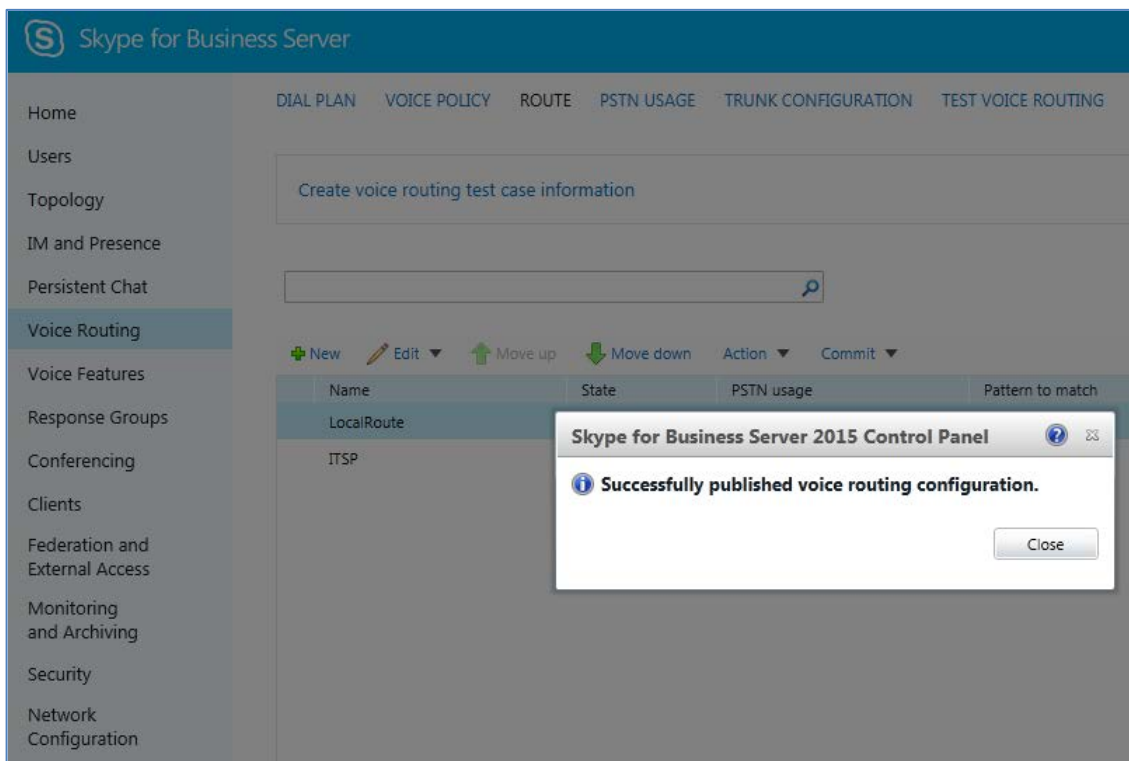 Skype for Business Server
Home
Users
Topology
IM and Presence
Persistent Chat
Voice Routing
Voice Features
Response Groups
Conferencing
Clients
Federation and
External Access
Monitoring
and Archiving
Security
Network
Configuration
DIAL PLAN VOICE POLICY ROUTE PSTN USAGE TRUNK CONFIGURATION TEST VOICE ROUTING
Create voice routing test case information
New Edit Move up Move down Action Commit
Name State PSTN usage Pattern to match
LocalRoute
ITSP
Skype for Business Server 2015 Control Panel
Successfully published voice routing configuration.
Close